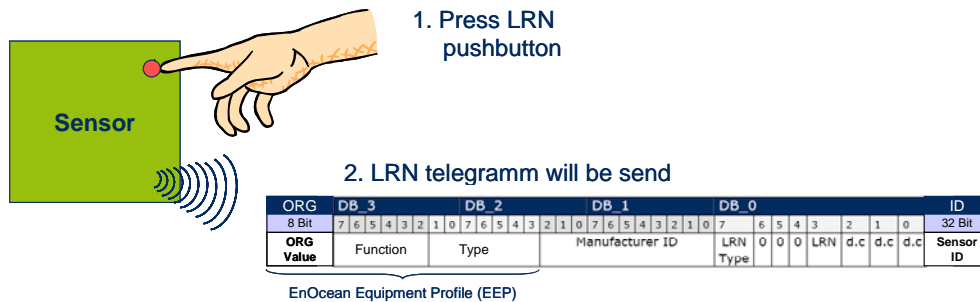 1. Press LRN
pushbutton
Sensor
2. LRN telegramm will be send
ORG DB_3 DB_2 DB_1 DB_0 ID
8 Bit 7 6 5 4 3 2 1 0 7 6 5 4 3 2 1 0 7 6 5 4 3 2 1 0 7 6 5 4 3 2 1 0 32 Bit
ORG Function Type Manufacturer ID LRN 0 0 0 LRN d.c d.c d.c Sensor
Value Type ID
EnOcean Equipment Profile (EEP)